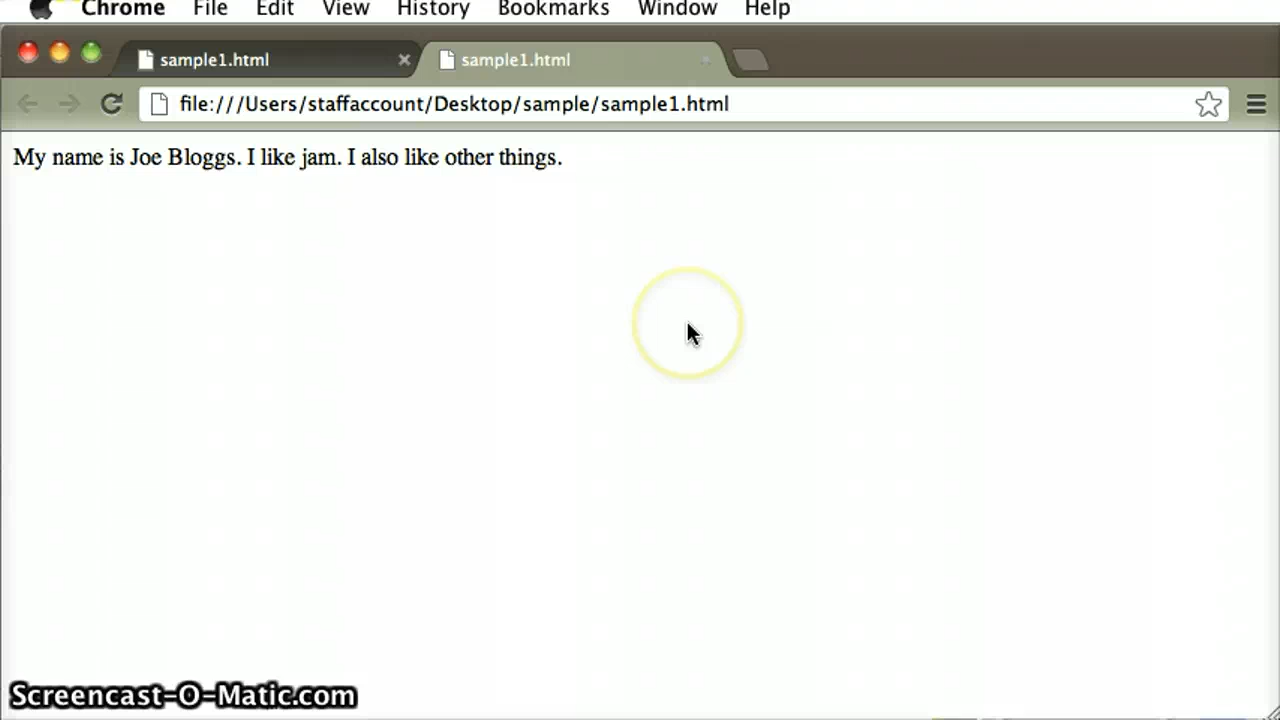 Chrome File Edit View History Bookmarks Window Help
sample1.html sample1.html
file:///Users/staffaccount/Desktop/sample/sample1.html
My name is Joe Bloggs. I like jam. I also like other things.
Screencast-O-Matic.com